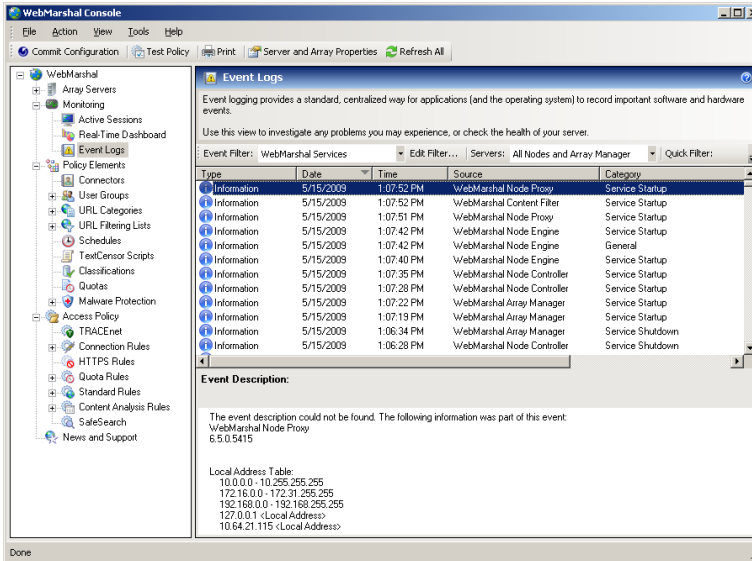 WebMarshal Console
File Action View Tools Help
Commit Configuration Test Policy Print Server and Array Properties Refresh All
WebMarshal
Array Servers
Monitoring
Active Sessions
Real-Time Dashboard
Event Logs
Policy Elements
Connectors
User Groups
URL Categories
URL Filtering Lists
Schedules
TextCensor Scripts
Classifications
Quotas
Malware Protection
Access Policy
TRACEnet
Connection Rules
HTTPS Rules
Quota Rules
Standard Rules
Content Analysis Rules
SafeSearch
News and Support
Event Logs
Event logging provides a standard, centralized way for applications (and the operating system) to record important software and hardware
events.
Use this view to investigate any problems you may experience, or check the health of your server.
Event Filter: WebMarshal Services Edit Filter... Servers: All Nodes and Array Manager Quick Filter:
Type Date Time Source Category
Information 5/15/2009 1:07:52 PM WebMarshal Node Proxy Service Startup
Information 5/15/2009 1:07:52 PM WebMarshal Content Filter Service Startup
Information 5/15/2009 1:07:51 PM WebMarshal Node Proxy Service Startup
Information 5/15/2009 1:07:42 PM WebMarshal Node Engine Service Startup
Information 5/15/2009 1:07:42 PM WebMarshal Node Engine General
Information 5/15/2009 1:07:40 PM WebMarshal Node Engine Service Startup
Information 5/15/2009 1:07:35 PM WebMarshal Node Controller Service Startup
Information 5/15/2009 1:07:28 PM WebMarshal Node Controller Service Startup
Information 5/15/2009 1:07:22 PM WebMarshal Array Manager Service Startup
Information 5/15/2009 1:07:19 PM WebMarshal Array Manager Service Startup
Information 5/15/2009 1:06:34 PM WebMarshal Array Manager Service Shutdown
Information 5/15/2009 1:06:28 PM WebMarshal Node Controller Service Shutdown
Event Description:
The event description could not be found. The following information was part of this event:
WebMarshal Node Proxy
6.5.0.5415
Local Address Table:
10.0.0.0 - 10.255.255.255
172.16.0.0 - 172.31.255.255
192.168.0.0 - 192.168.255.255
127.0.0.1 <Local Address>
10.64.21.115 <Local Address>
Done